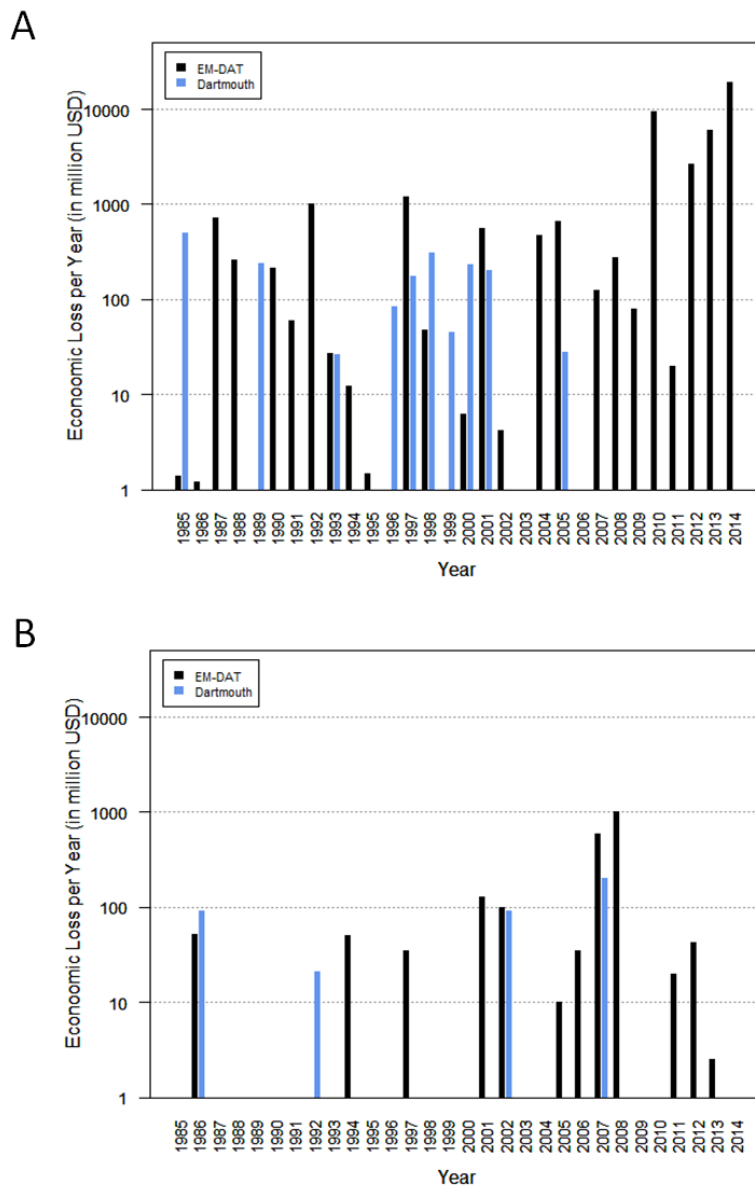 A
Econoomic Loss per Year (in million USD)
EM-DAT
Dartmouth
10000
1000
100
10
1
1985 1986 1987 1988 1989 1990 1991 1992 1993 1994 1995 1996 1997 1998 1999 2000 2001 2002 2003 2004 2005 2006 2007 2008 2009 2010 2011 2012 2013 2014
Year
B
Econoomic Loss per Year (in million USD)
EM-DAT
Dartmouth
10000
1000
100
10
1
1985 1986 1987 1988 1989 1990 1991 1992 1993 1994 1995 1996 1997 1998 1999 2000 2001 2002 2003 2004 2005 2006 2007 2008 2009 2010 2011 2012 2013 2014
Year